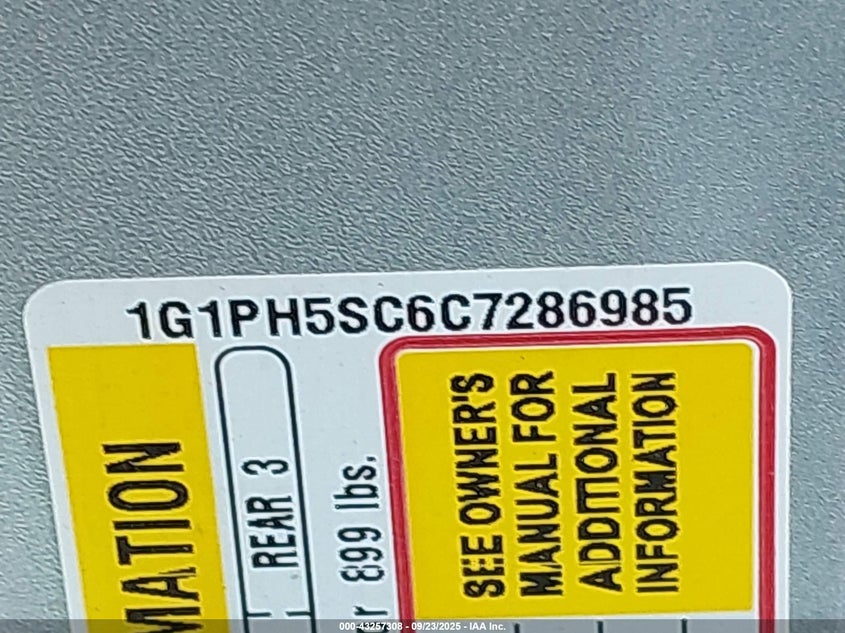 1G1PH5SC6C7286985
MATION
REAR 3
899 lbs.
SEE OWNER'S
MANUAL FOR
ADDITIONAL
INFORMATION
000-43257308 - 09/23/2025 - IAA Inc.